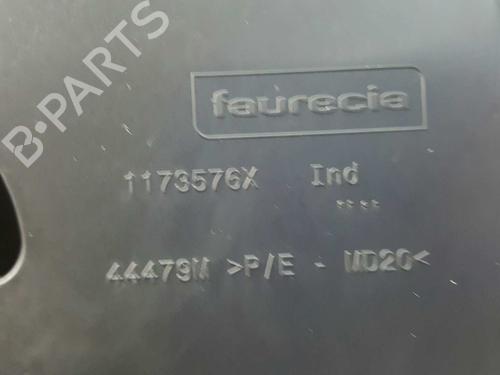 B-PARTS
faurecia
1173576X Ind
44479M >P/E - MD20<